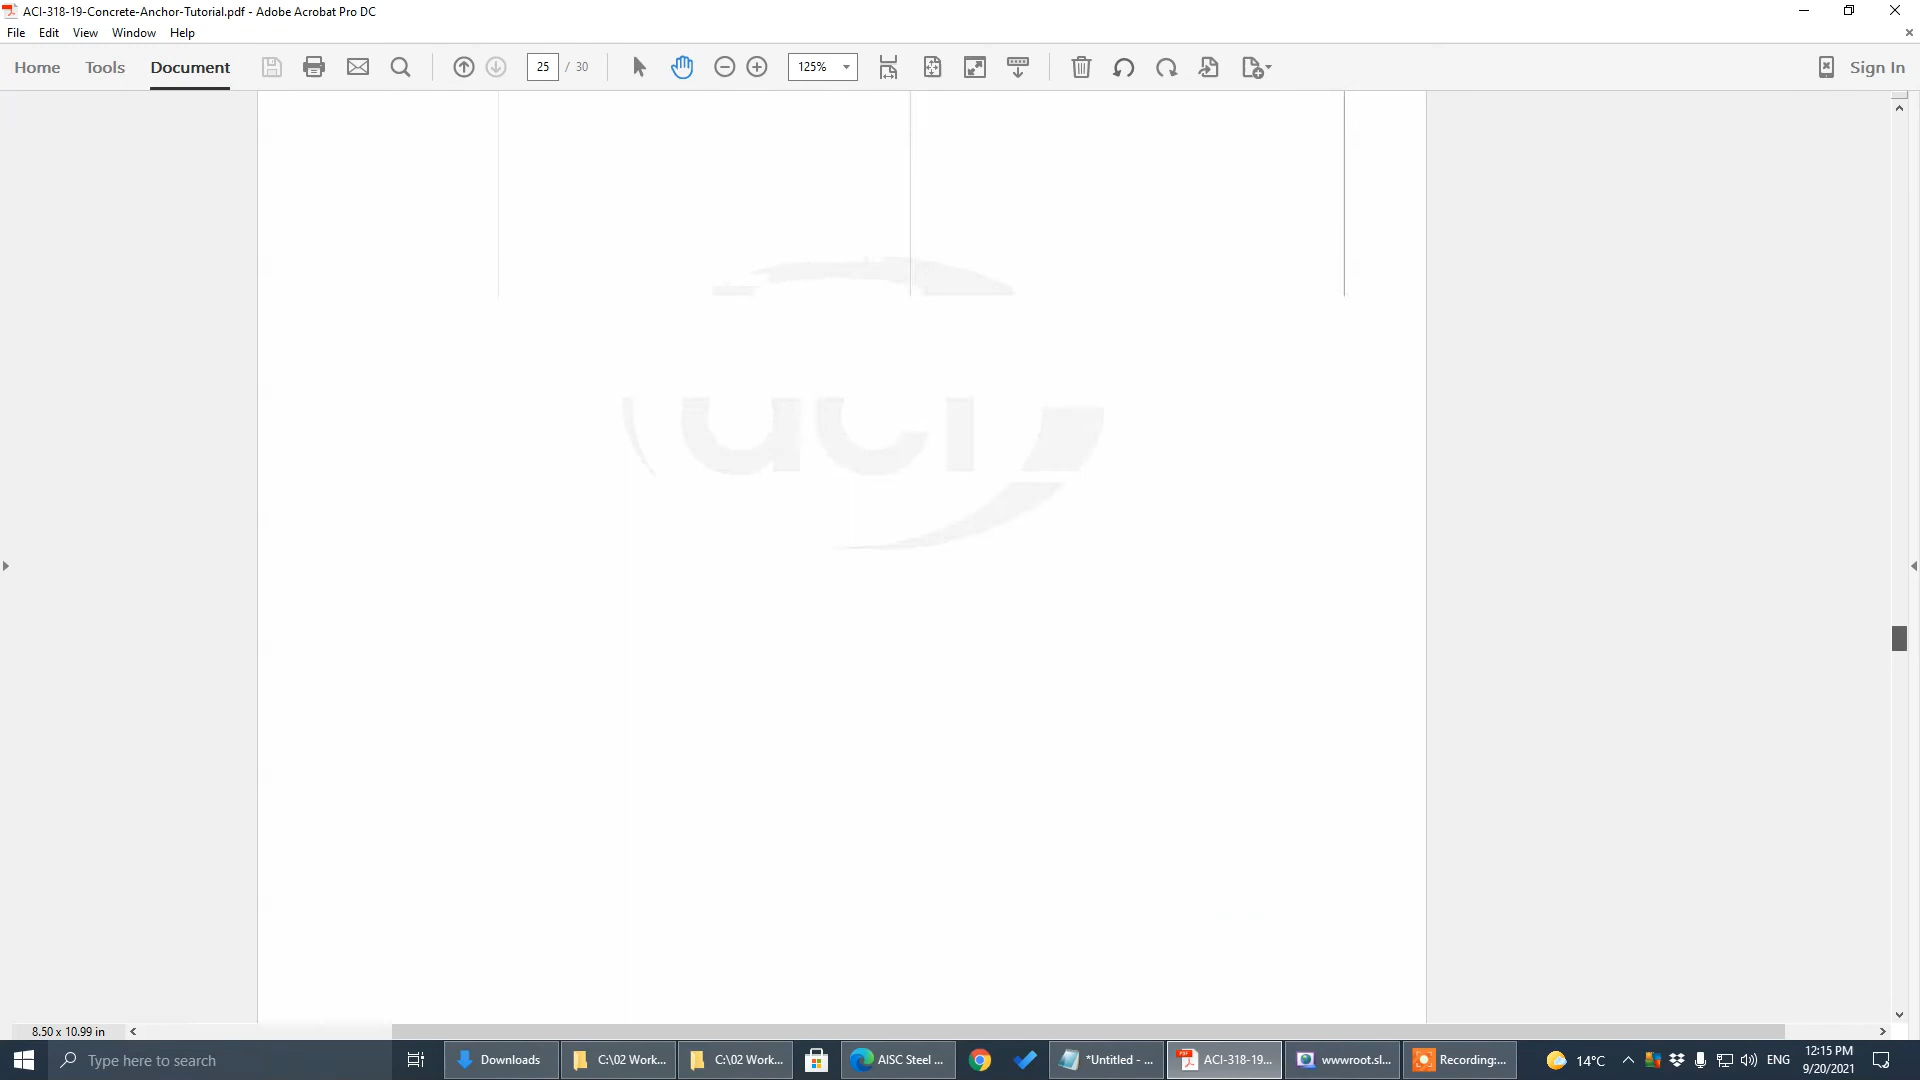 ACI-318-19-Concrete-Anchor-Tutorial.pdf - Adobe Acrobat Pro DC
File Edit View Window Help
Home Tools Document 25 / 30 125% Sign In
aci
8.50 x 10.99 in
Type here to search Downloads C:\02 Work... C:\02 Work... AISC Steel ... *Untitled - ... ACI-318-19... wwwroot.sl... Recording:... 14°C ENG 12:15 PM
9/20/2021